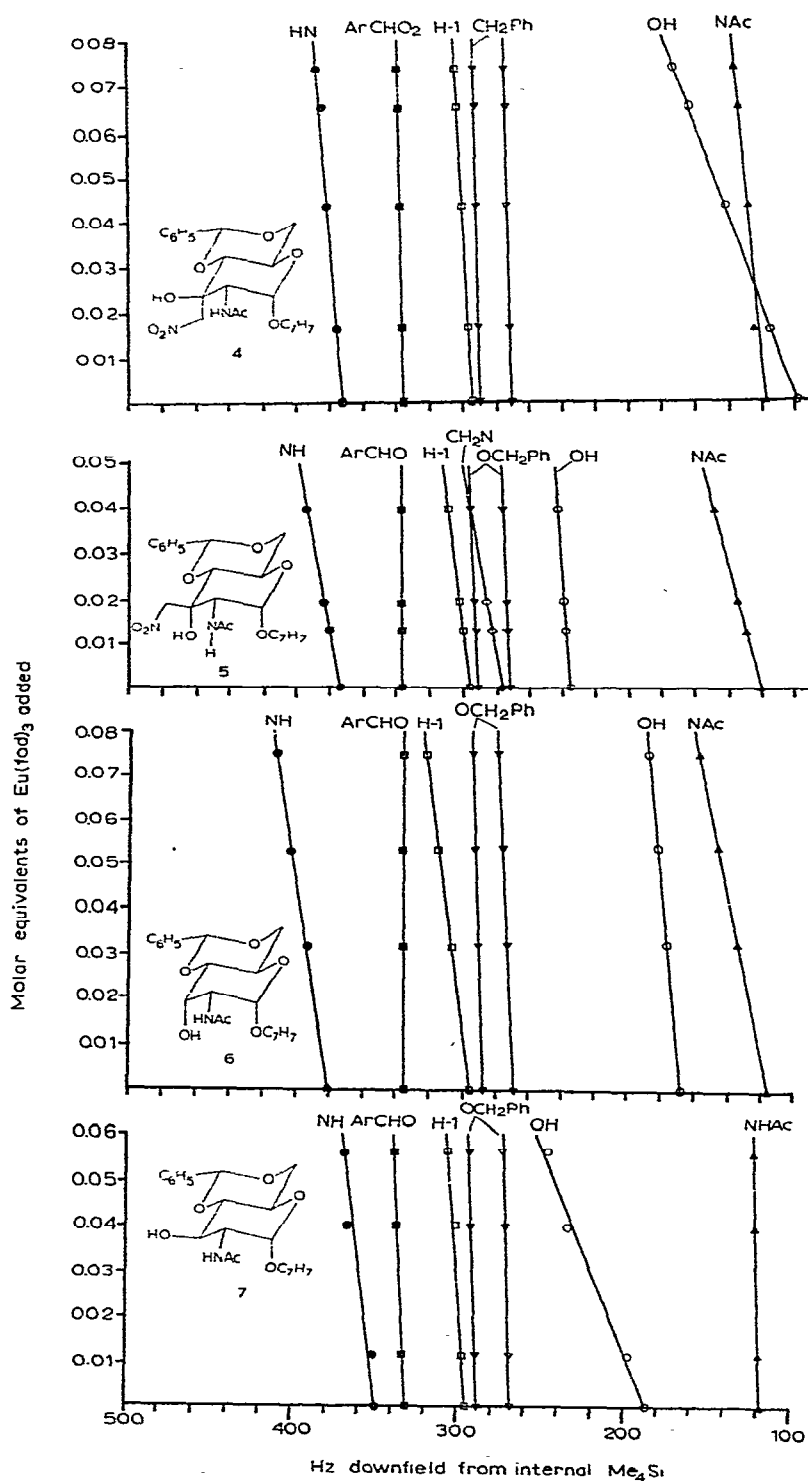 HN ArCHO2 H-1 CH2Ph OH NAc
0.08
0.07
0.06
0.05
0.04
0.03
0.02
0.01
C6H5 O O
O
HO HNAc
O2N OC7H7
4
NH ArCHO H-1 CH2N OCH2Ph OH NAc
0.05
0.04
0.03
0.02
0.01
C6H5 O O
O
O2N HO NAc OC7H7
H
5
NH ArCHO H-1 OCH2Ph OH NAc
0.08
0.07
0.06
0.05
0.04
0.03
0.02
0.01
C6H5 O O
O
HNAc OC7H7
OH
6
NH ArCHO H-1 OCH2Ph OH NHAc
0.06
0.05
0.04
0.03
0.02
0.01
C6H5 O O
O
HO HNAc OC7H7
7
500 400 300 200 100
Hz downfield from internal Me4Si
Molar equivalents of Eu(fod)3 added